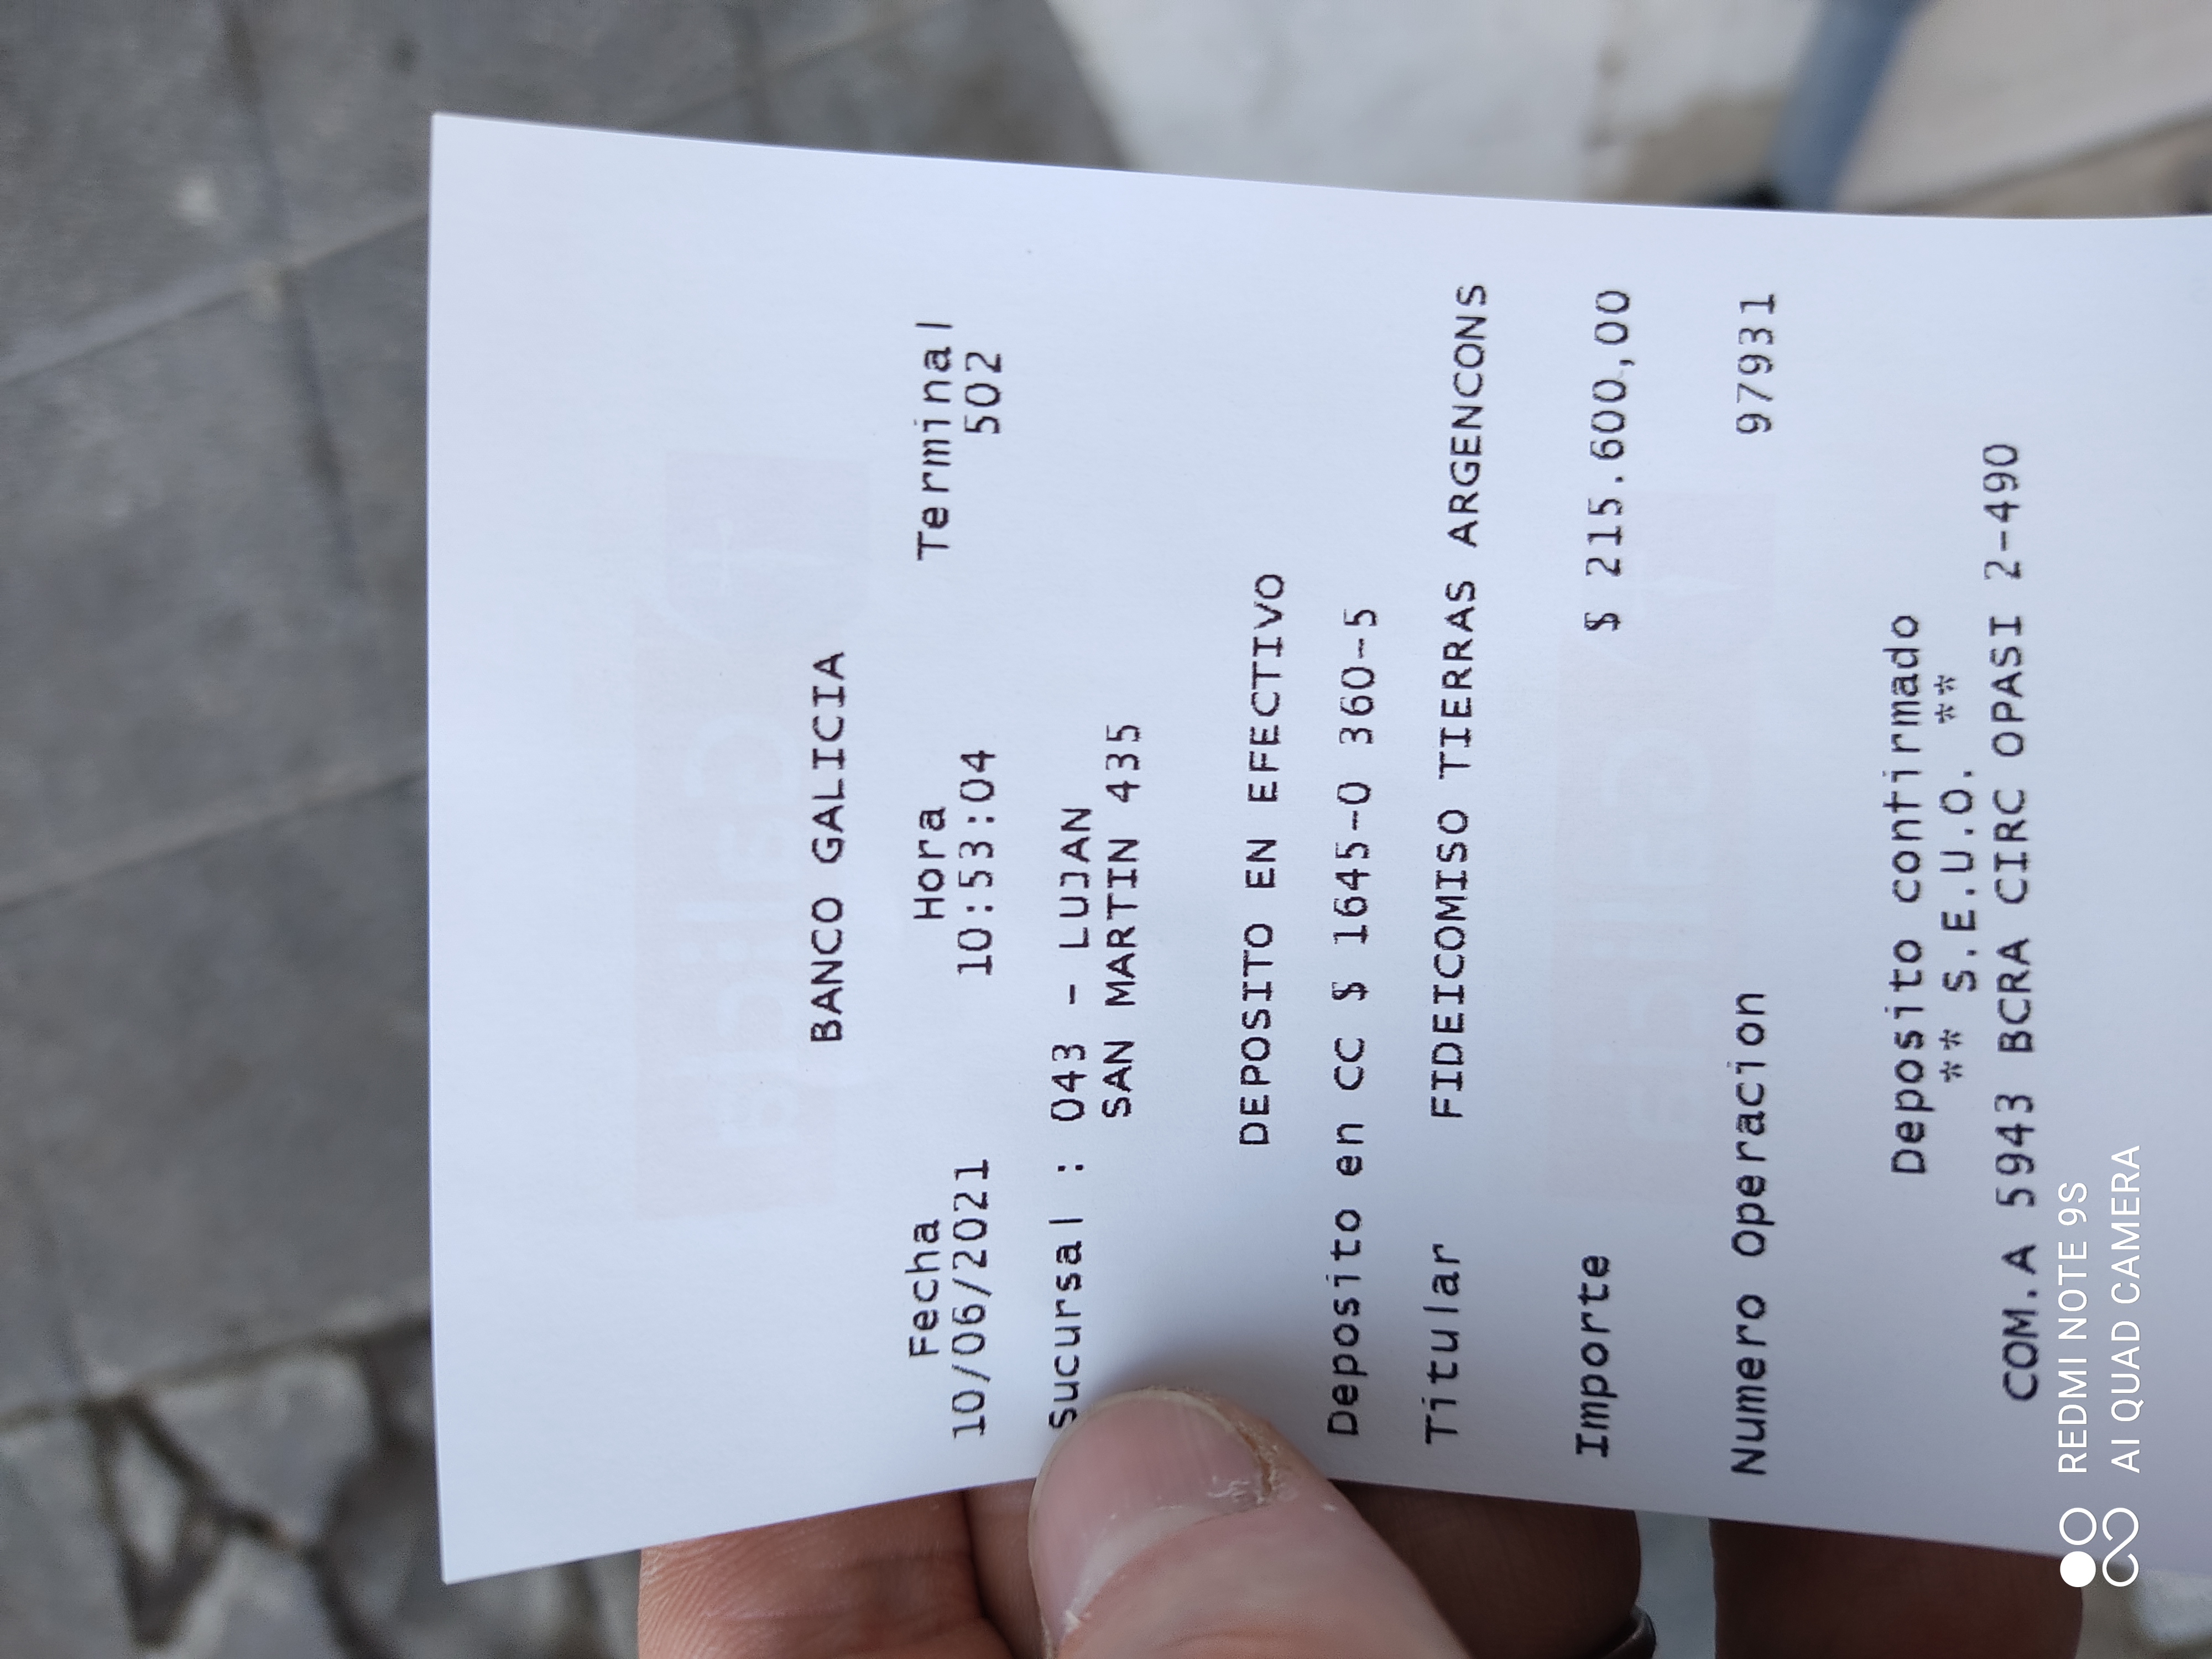 BANCO GALICIA
Fecha Hora Terminal
10/06/2021 10:53:04 502
Sucursal : 043 - LUJAN
SAN MARTIN 435
DEPOSITO EN EFECTIVO
Deposito en CC $ 1645-0 360-5
Titular FIDEICOMISO TIERRAS ARGENCONS
Importe $ 215.600,00
Numero Operacion 97931
Deposito confirmado
** S.E.U.O. **
COM.A 5943 BCRA CIRC OPASI 2-490
REDMI NOTE 9S
AI QUAD CAMERA